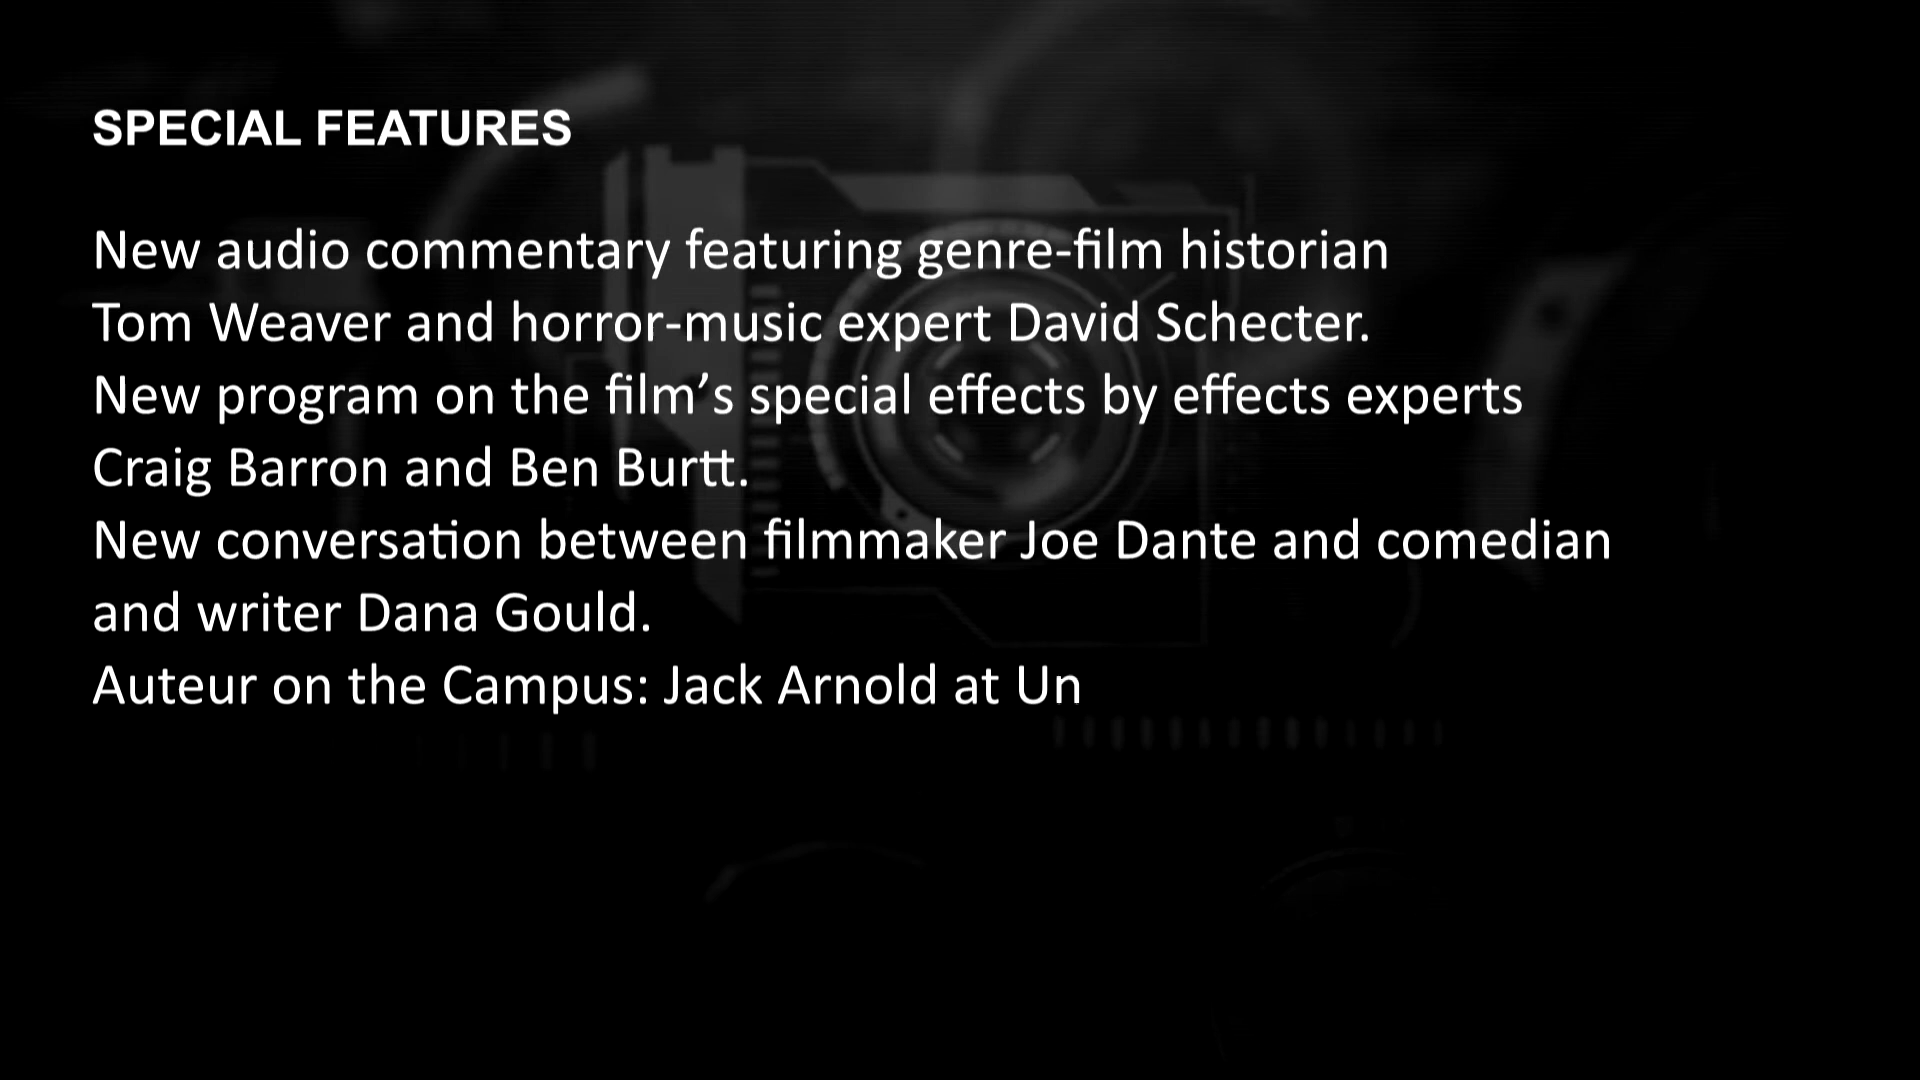 SPECIAL FEATURES
New audio commentary featuring genre-film historian
Tom Weaver and horror-music expert David Schecter.
New program on the film’s special effects by effects experts
Craig Barron and Ben Burtt.
New conversation between filmmaker Joe Dante and comedian
and writer Dana Gould.
Auteur on the Campus: Jack Arnold at Un